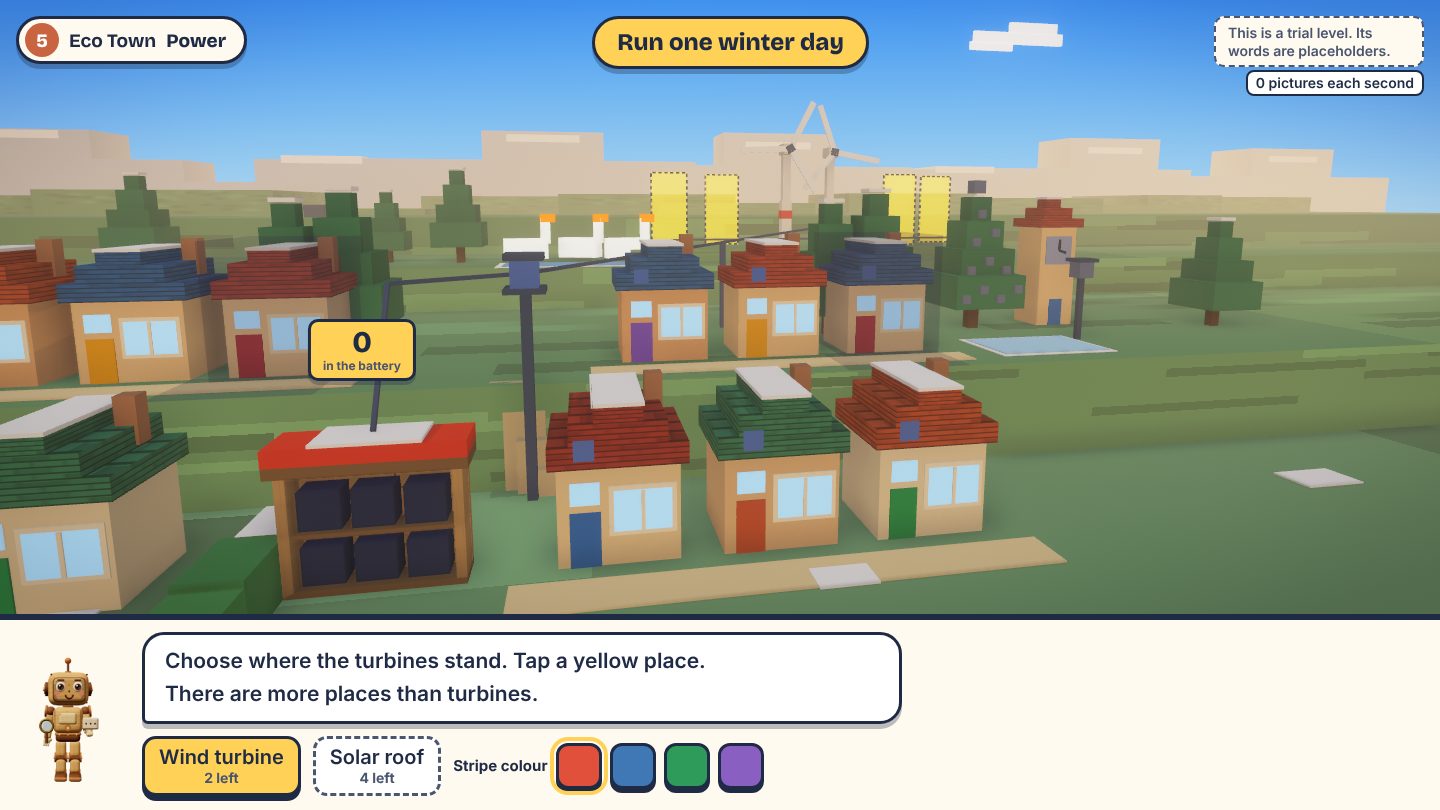 5 Eco Town Power
Run one winter day
This is a trial level. Its
words are placeholders.
0 pictures each second
0
in the battery
Choose where the turbines stand. Tap a yellow place.
There are more places than turbines.
Wind turbine
2 left
Solar roof
4 left
Stripe colour